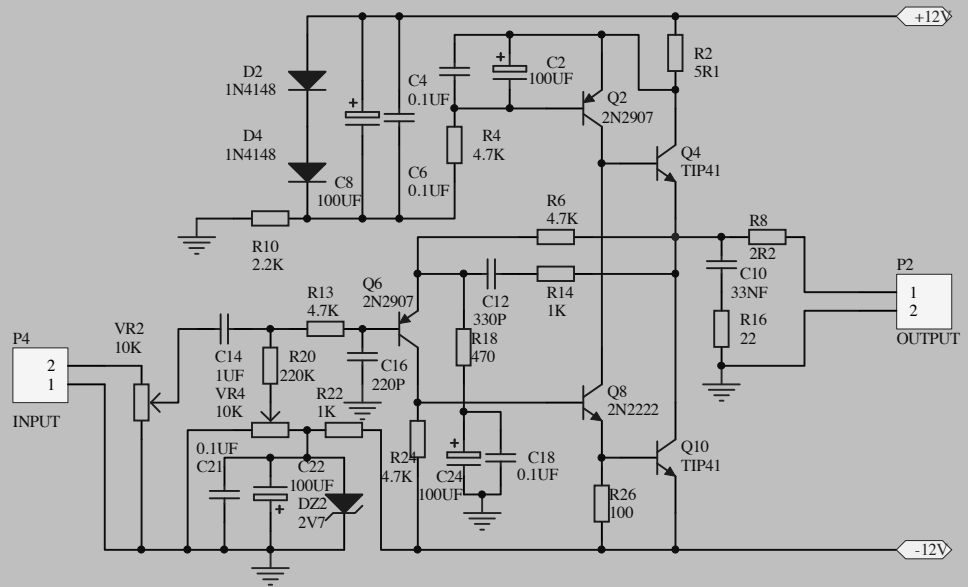 +12V
D2
1N4148
D4
1N4148
C8
100UF
C4
0.1UF
C6
0.1UF
C2
100UF
R4
4.7K
Q2
2N2907
R2
5R1
Q4
TIP41
R10
2.2K
R6
4.7K
R8
2R2
C10
33NF
R16
22
P2
1
2
OUTPUT
Q6
2N2907
R13
4.7K
C12
330P
R14
1K
R18
470
P4
2
1
INPUT
VR2
10K
C14
1UF
R20
220K
C16
220P
VR4
10K
R22
1K
Q8
2N2222
0.1UF
C21
C22
100UF
DZ2
2V7
R24
4.7K
C24
100UF
C18
0.1UF
Q10
TIP41
R26
100
-12V